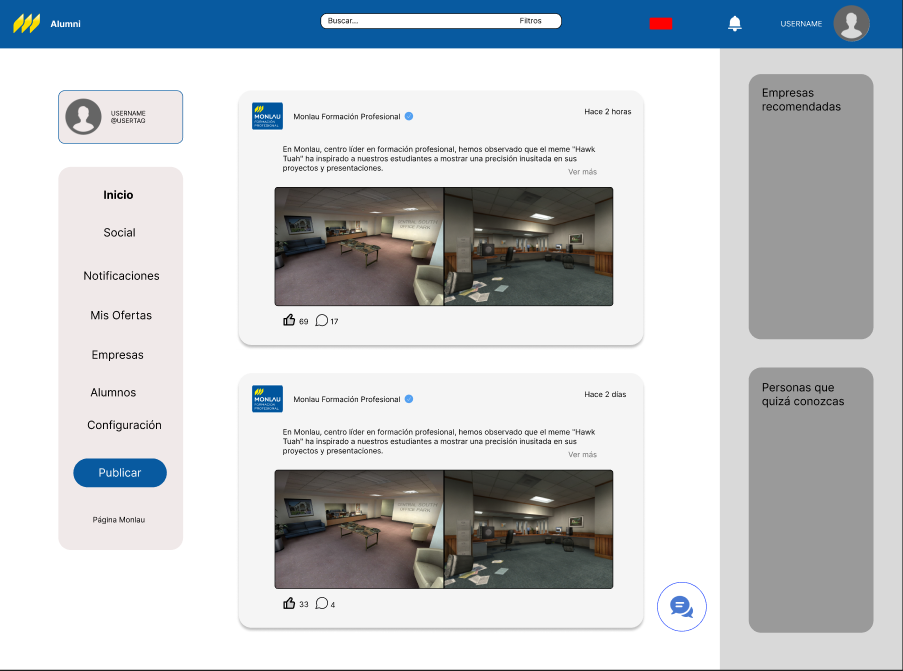 Alumni
Buscar...
Filtros
USERNAME
USERNAME
@USERTAG
Inicio
Social
Notificaciones
Mis Ofertas
Empresas
Alumnos
Configuración
Publicar
Página Monlau
MONLAU
FORMACIÓN
PROFESIONAL
Monlau Formación Profesional
Hace 2 horas
En Monlau, centro líder en formación profesional, hemos observado que el meme "Hawk
Tuah" ha inspirado a nuestros estudiantes a mostrar una precisión inusitada en sus
proyectos y presentaciones.
Ver más
69
17
MONLAU
FORMACIÓN
PROFESIONAL
Monlau Formación Profesional
Hace 2 días
En Monlau, centro líder en formación profesional, hemos observado que el meme "Hawk
Tuah" ha inspirado a nuestros estudiantes a mostrar una precisión inusitada en sus
proyectos y presentaciones.
Ver más
33
4
Empresas
recomendadas
Personas que
quizá conozcas